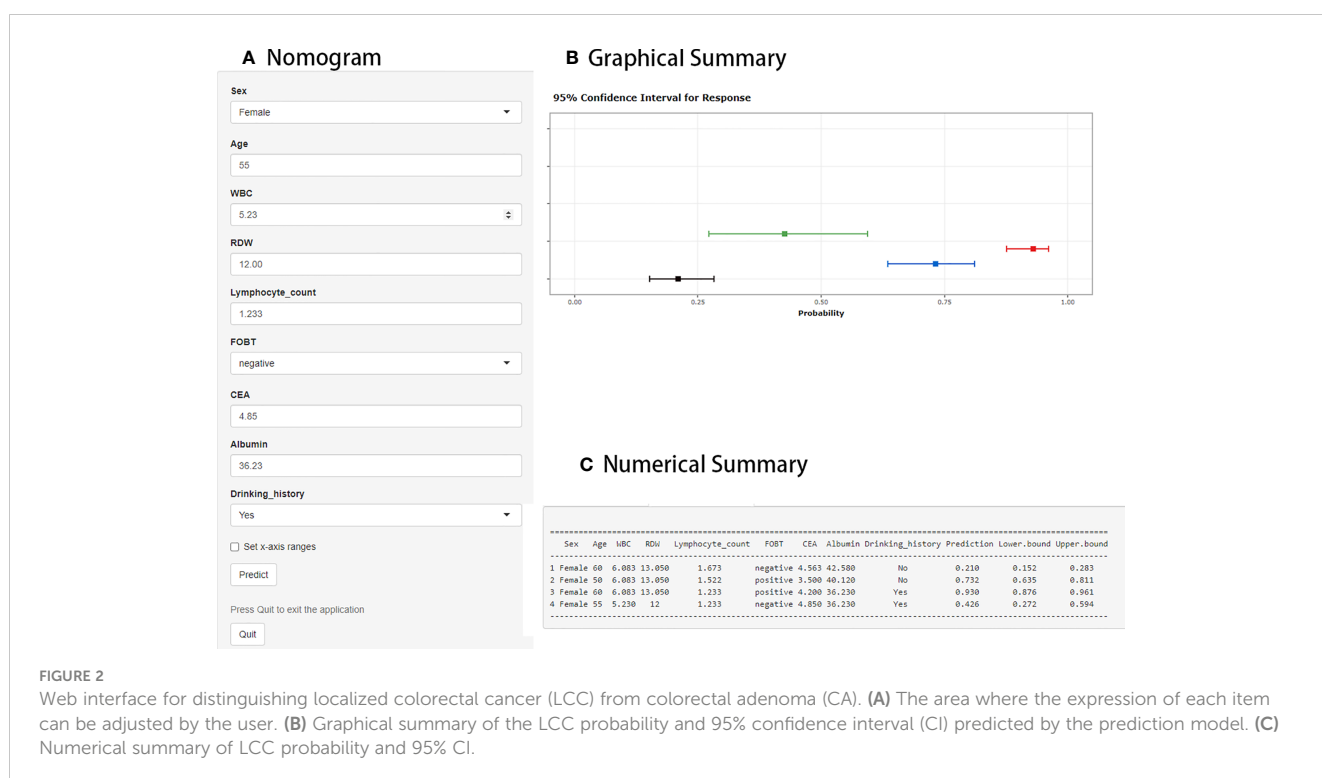 A Nomogram
Sex
Female
Age
55
WBC
5.23
RDW
12.00
Lymphocyte_count
1.233
FOBT
negative
CEA
4.85
Albumin
36.23
Drinking_history
Yes
Set x-axis ranges
Predict
Press Quit to exit the application
Quit
B Graphical Summary
95% Confidence Interval for Response
0.00 0.25 0.50 0.75 1.00
Probability
C Numerical Summary
Sex Age WBC RDW Lymphocyte_count FOBT CEA Albumin Drinking_history Prediction Lower.bound Upper.bound
1 Female 60 6.083 13.050 1.673 negative 4.563 42.580 No 0.210 0.152 0.283
2 Female 50 6.083 13.050 1.522 positive 3.500 40.120 No 0.732 0.635 0.811
3 Female 60 6.083 13.050 1.233 positive 4.200 36.230 Yes 0.930 0.876 0.961
4 Female 55 5.230 12 1.233 negative 4.850 36.230 Yes 0.426 0.272 0.594
FIGURE 2
Web interface for distinguishing localized colorectal cancer (LCC) from colorectal adenoma (CA). (A) The area where the expression of each item
can be adjusted by the user. (B) Graphical summary of the LCC probability and 95% confidence interval (CI) predicted by the prediction model. (C)
Numerical summary of LCC probability and 95% CI.